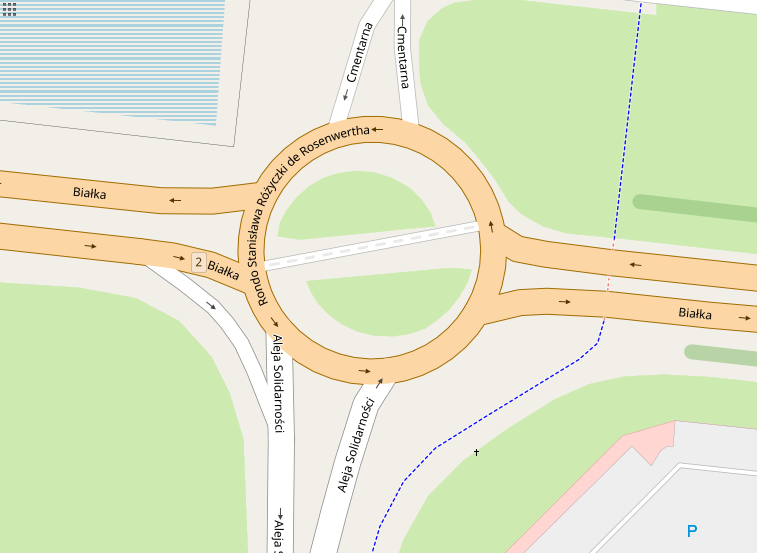 Cmentarna
Cmentarna
Rondo Stanisława Różyczki de Rosenwertha
Białka
2
Białka
Białka
Aleja Solidarności
Aleja Solidarności
Aleja S
P